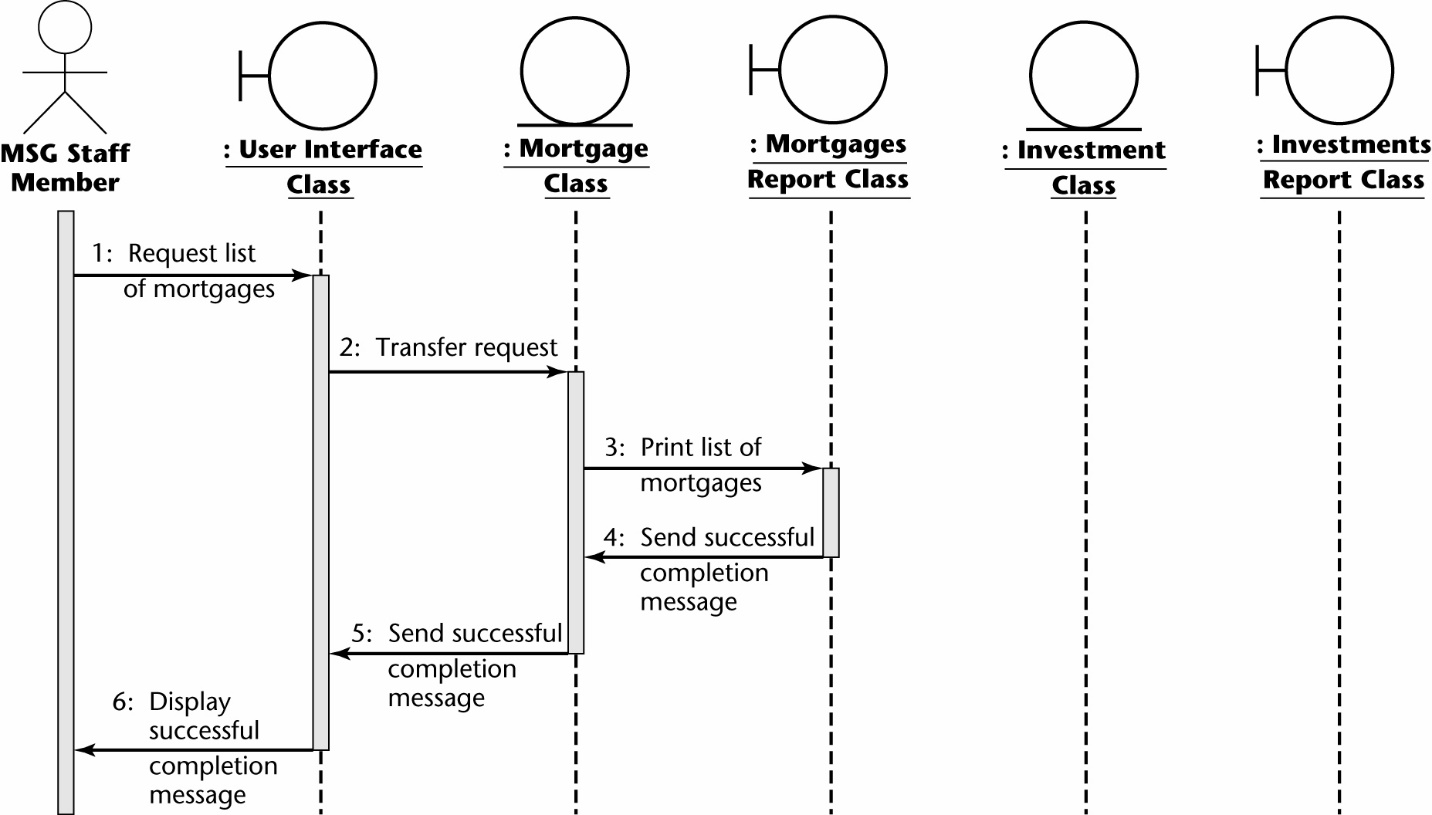 MSG Staff
Member
: User Interface
Class
: Mortgage
Class
: Mortgages
Report Class
: Investment
Class
: Investments
Report Class
1: Request list
of mortgages
2: Transfer request
3: Print list of
mortgages
4: Send successful
completion
message
5: Send successful
completion
message
6: Display
successful
completion
message